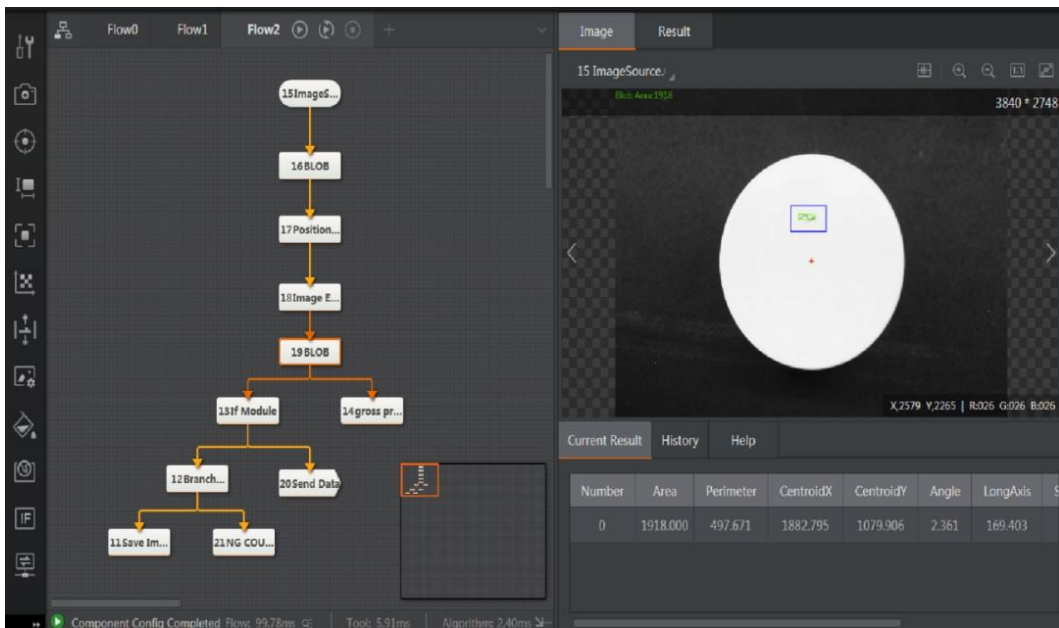 Flow0 Flow1 Flow2
15ImageS...
16BLOB
17Position...
18Image E...
19BLOB
13If Module
14gross pr...
12Branch...
20Send Data
11Save Im...
21NG COU...
Component Config Completed Flow: 99.78ms
Tool: 5.91ms
Algorithm: 2.40ms
IF
Image Result
15 ImageSource.
1:1
Blob Area:1918
3840 * 2748
X,2579 Y,2265 | R:026 G:026 B:026
Current Result History Help
Number Area Perimeter CentroidX CentroidY Angle LongAxis S
0 1918.000 497.671 1882.795 1079.906 2.361 169.403